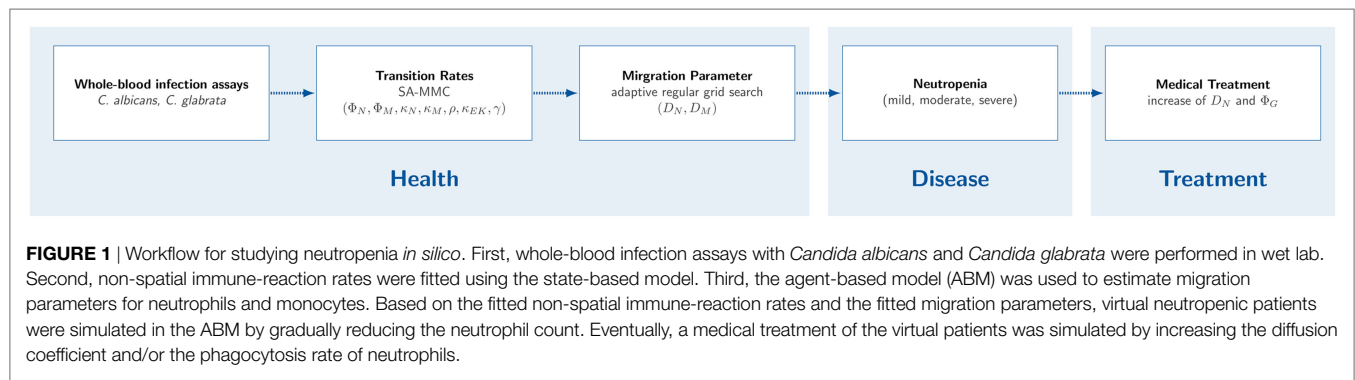 Whole-blood infection assays
C. albicans, C. glabrata
Transition Rates
SA-MMC
(Φ_N, Φ_M, κ_N, κ_M, ρ, κ_EK, γ)
Mirgration Parameter
adaptive regular grid search
(D_N, D_M)
Neutropenia
(mild, moderate, severe)
Medical Treatment
increase of D_N and Φ_G
Health
Disease
Treatment
FIGURE 1 | Workflow for studying neutropenia in silico. First, whole-blood infection assays with Candida albicans and Candida glabrata were performed in wet lab.
Second, non-spatial immune-reaction rates were fitted using the state-based model. Third, the agent-based model (ABM) was used to estimate migration
parameters for neutrophils and monocytes. Based on the fitted non-spatial immune-reaction rates and the fitted migration parameters, virtual neutropenic patients
were simulated in the ABM by gradually reducing the neutrophil count. Eventually, a medical treatment of the virtual patients was simulated by increasing the diffusion
coefficient and/or the phagocytosis rate of neutrophils.